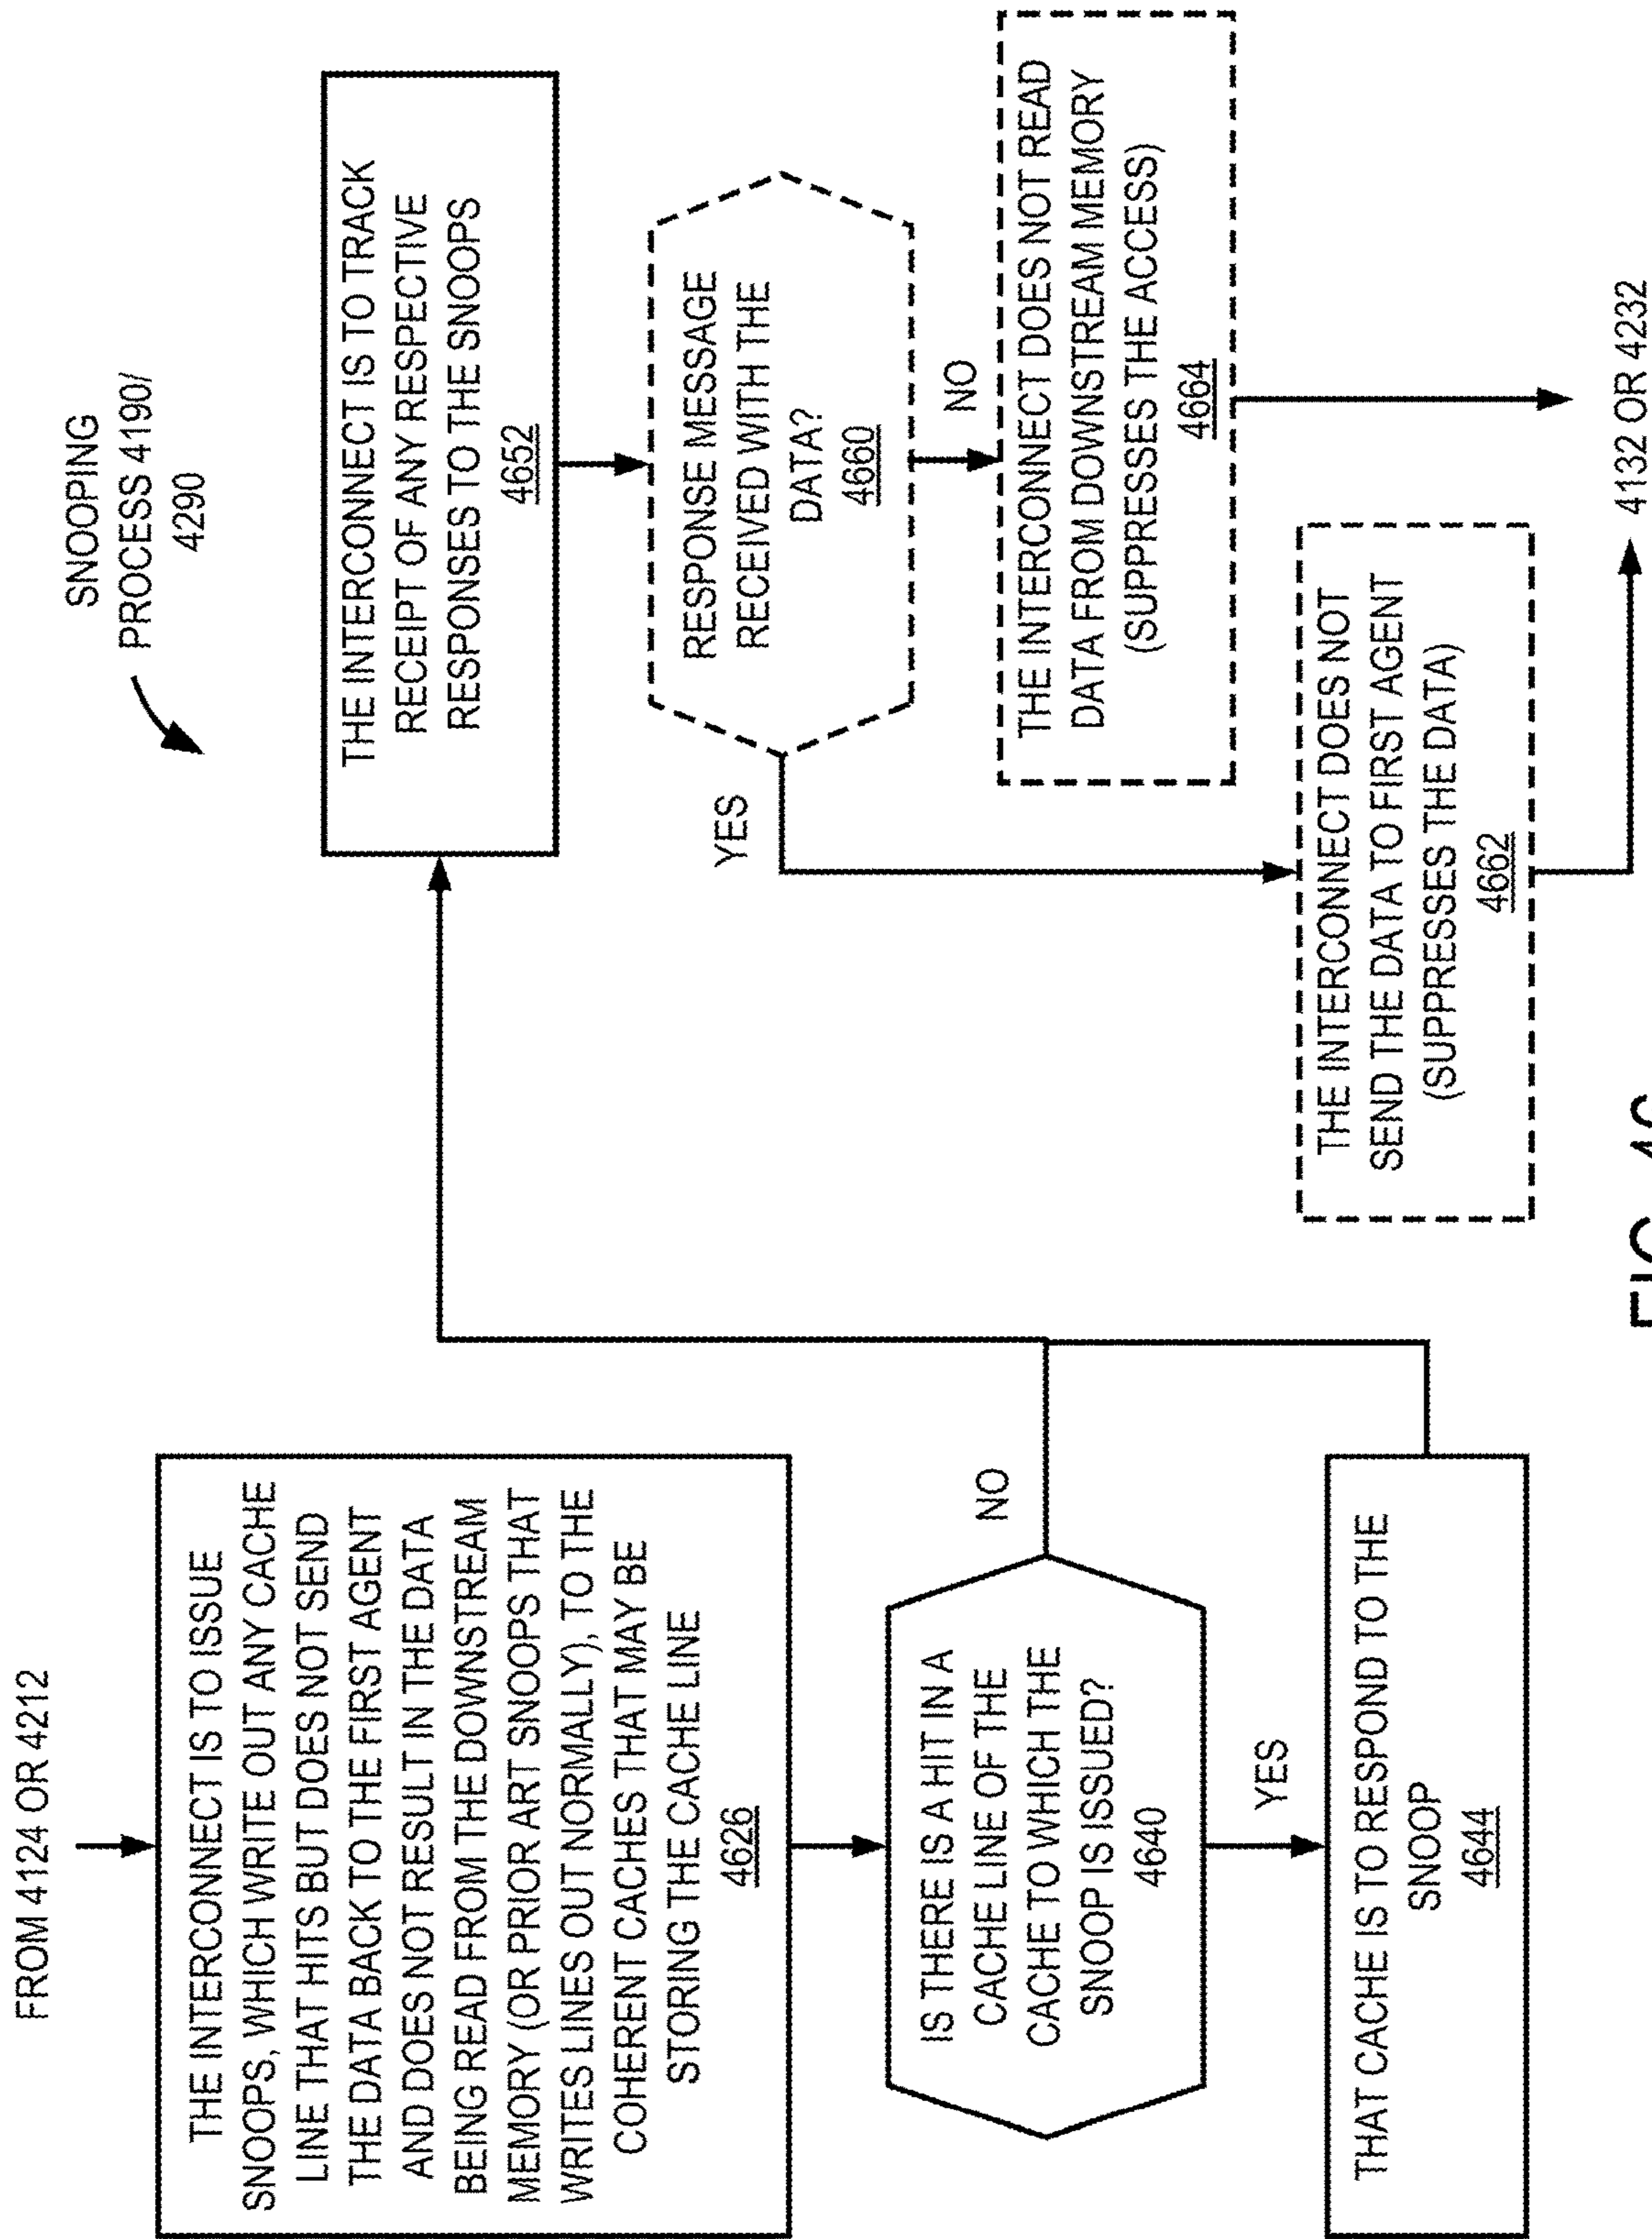 SNOOPING
PROCESS 4190/
4290
FROM 4124 OR 4212
THE INTERCONNECT IS TO ISSUE
SNOOPS, WHICH WRITE OUT ANY CACHE
LINE THAT HITS BUT DOES NOT SEND
THE DATA BACK TO THE FIRST AGENT
AND DOES NOT RESULT IN THE DATA
BEING READ FROM THE DOWNSTREAM
MEMORY (OR PRIOR ART SNOOPS THAT
WRITES LINES OUT NORMALLY), TO THE
COHERENT CACHES THAT MAY BE
STORING THE CACHE LINE
4626
IS THERE IS A HIT IN A
CACHE LINE OF THE
CACHE TO WHICH THE
SNOOP IS ISSUED?
4640
NO
YES
THAT CACHE IS TO RESPOND TO THE
SNOOP
4644
THE INTERCONNECT IS TO TRACK
RECEIPT OF ANY RESPECTIVE
RESPONSES TO THE SNOOPS
4652
RESPONSE MESSAGE
RECEIVED WITH THE
DATA?
4660
YES
NO
THE INTERCONNECT DOES NOT READ
DATA FROM DOWNSTREAM MEMORY
(SUPPRESSES THE ACCESS)
4664
THE INTERCONNECT DOES NOT
SEND THE DATA TO FIRST AGENT
(SUPPRESSES THE DATA)
4662
4132 OR 4232